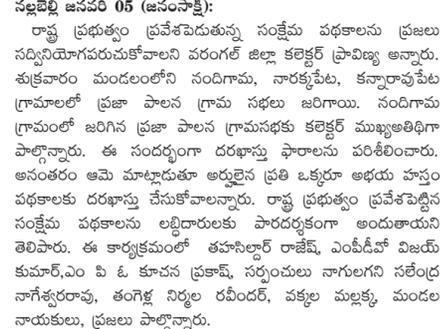 నల్లబెల్లి జనవరి 05 (జనంసాక్షి):
రాష్ట్ర ప్రభుత్వం ప్రవేశపెడుతున్న సంక్షేమ పథకాలను ప్రజలు
సద్వినియోగపరుచుకోవాలని వరంగల్ జిల్లా కలెక్టర్ ప్రావిణ్య అన్నారు.
శుక్రవారం మండలంలోని నందిగామ, నారక్కపేట, కన్నారావుపేట
గ్రామాలలో ప్రజా పాలన గ్రామ సభలు జరిగాయి. నందిగామ
గ్రామంలో జరిగిన ప్రజా పాలన గ్రామసభకు కలెక్టర్ ముఖ్యఅతిథిగా
పాల్గొన్నారు. ఈ సందర్భంగా దరఖాస్తు ఫారాలను పరిశీలించారు.
అనంతరం ఆమె మాట్లాడుతూ అర్హులైన ప్రతి ఒక్కరూ అభయ హస్తం
పథకాలకు దరఖాస్తు చేసుకోవాలన్నారు. రాష్ట్ర ప్రభుత్వం ప్రవేశపెట్టిన
సంక్షేమ పథకాలను లబ్ధిదారులకు పారదర్శకంగా అందుతాయని
తెలిపారు. ఈ కార్యక్రమంలో తహసిల్దార్ రాజేష్, ఎంపీడీవో విజయ్
కుమార్,ఎం పి ఓ కూచన ప్రకాష్, సర్పంచులు నాగులగని సలేంద్ర
నాగేశ్వరరావు, తంగెళ్ల నిర్మల రవీందర్, వక్కల మల్లక్క, మండల
నాయకులు, ప్రజలు పాల్గొన్నారు.